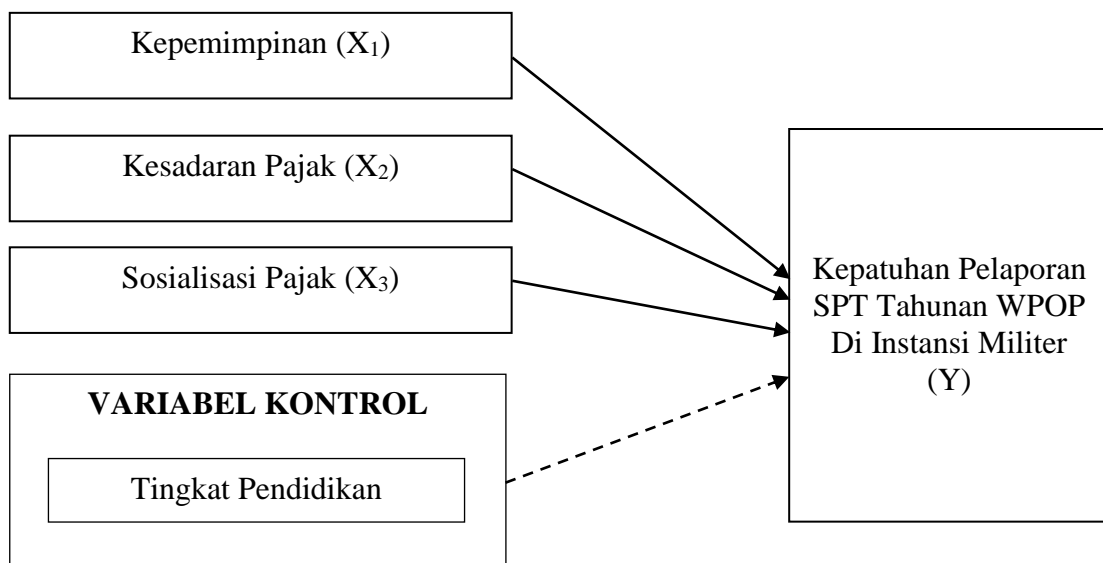 Kepemimpinan (X₁)
Kesadaran Pajak (X₂)
Sosialisasi Pajak (X₃)
VARIABEL KONTROL
Tingkat Pendidikan
Kepatuhan Pelaporan
SPT Tahunan WPOP
Di Instansi Militer
(Y)